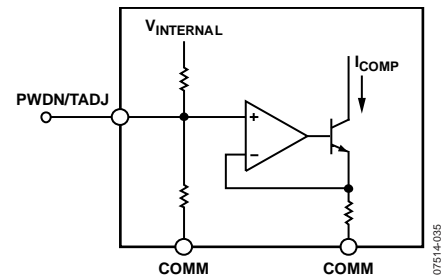 VINTERNAL
ICOMP
PWDN/TADJ
+
–
COMM
COMM
07514-035